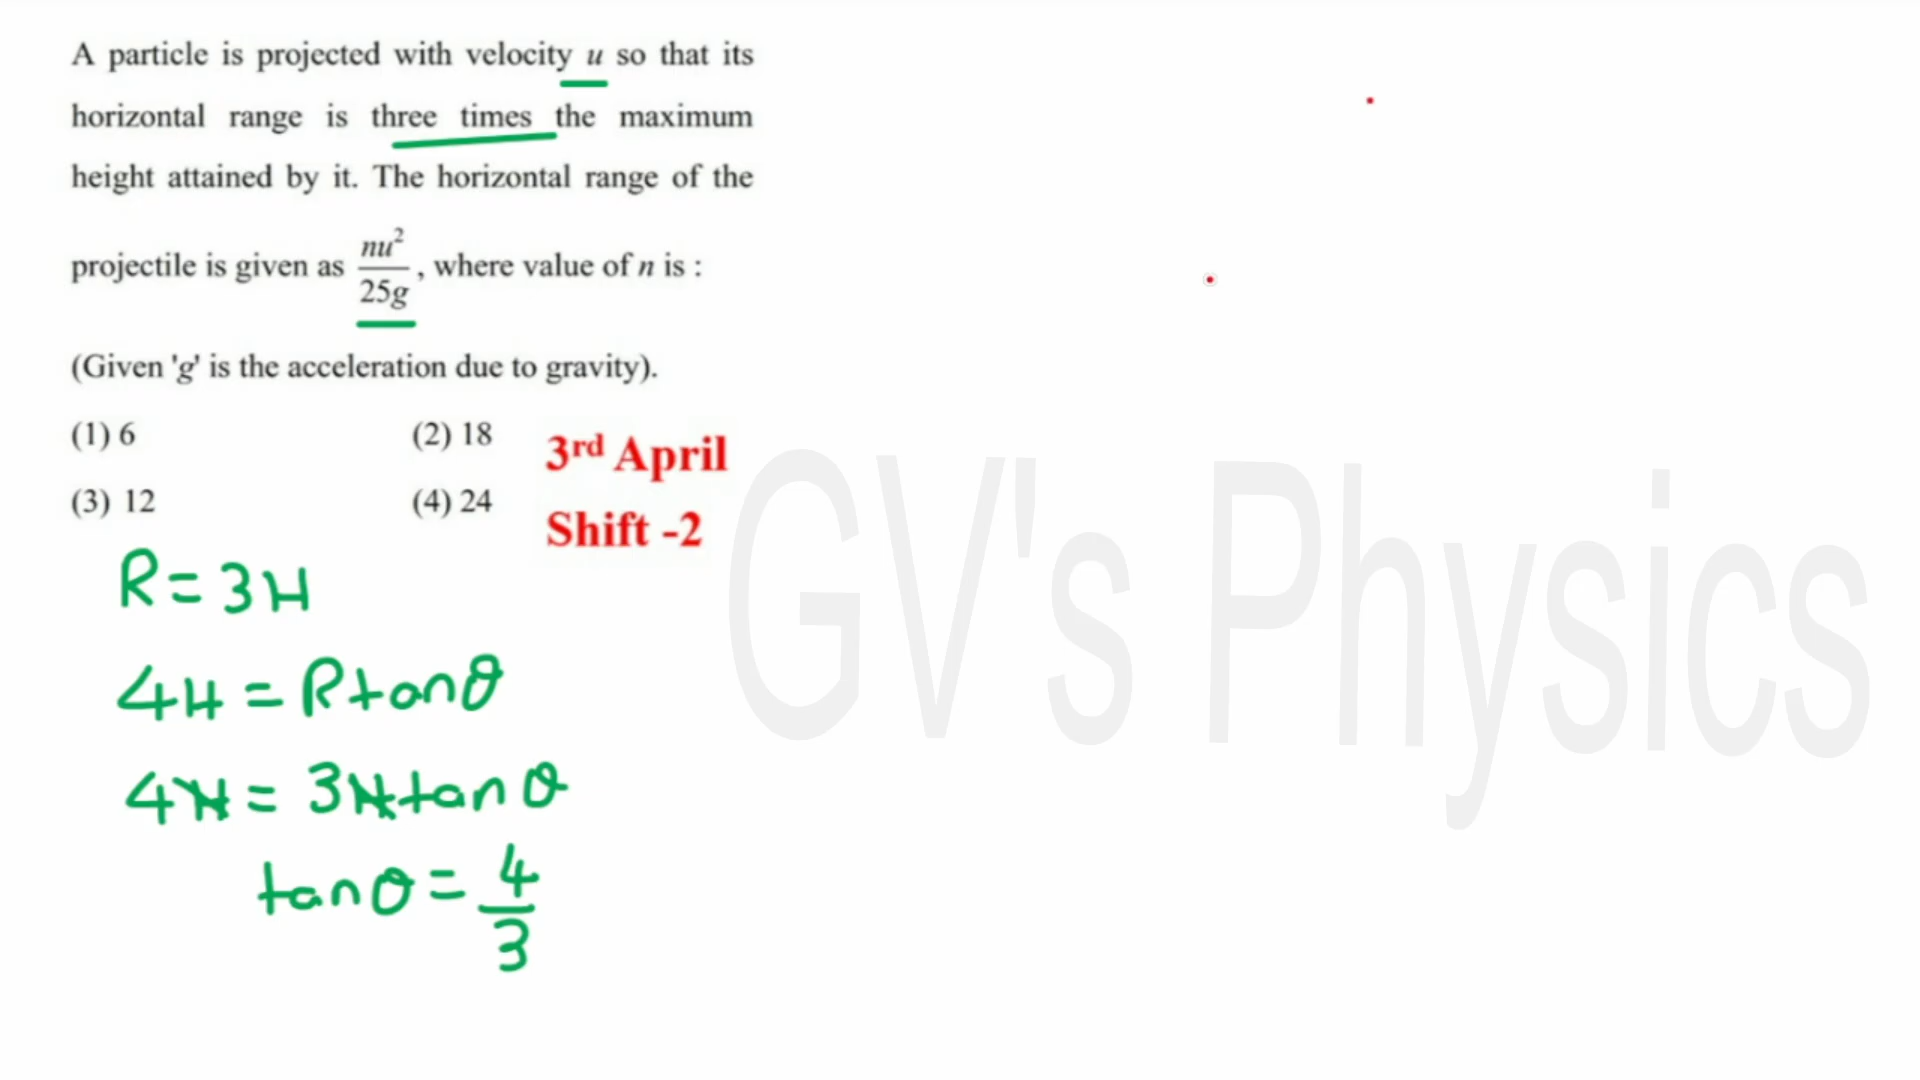 A particle is projected with velocity u so that its
horizontal range is three times the maximum
height attained by it. The horizontal range of the
projectile is given as nu²/25g, where value of n is :
(Given 'g' is the acceleration due to gravity).
(1) 6 (2) 18
(3) 12 (4) 24
3rd April
Shift -2
R = 3H
4H = R tanθ
4H = 3H tanθ
tanθ = 4/3
GV's Physics